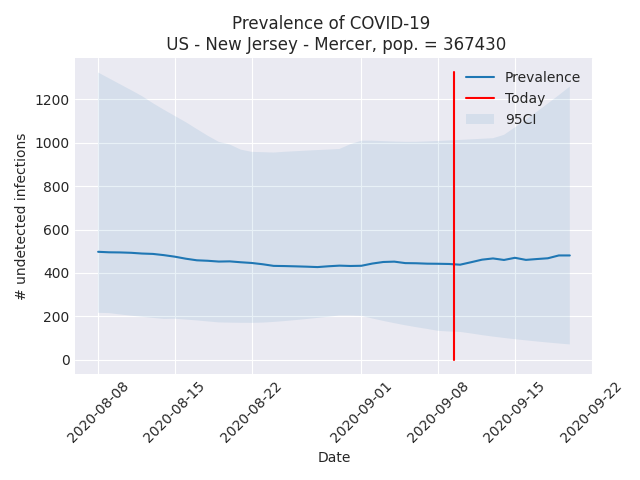 Prevalence of COVID-19
US - New Jersey - Mercer, pop. = 367430
Prevalence
Today
95CI
1200
1000
800
600
400
200
0
# undetected infections
2020-08-08
2020-08-15
2020-08-22
2020-09-01
2020-09-08
2020-09-15
2020-09-22
Date